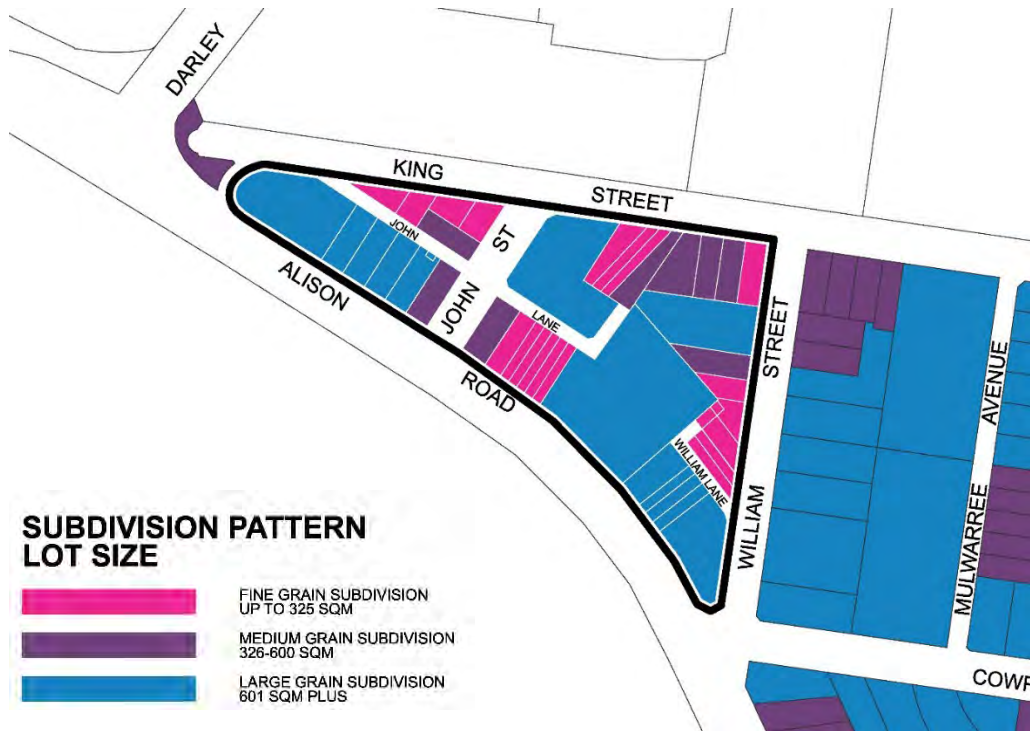 DARLEY
KING
STREET
JOHN
ST
ALISON
JOHN
LANE
ROAD
STREET
WILLIAM LANE
WILLIAM
AVENUE
MULWARREE
COWP
SUBDIVISION PATTERN
LOT SIZE
FINE GRAIN SUBDIVISION
UP TO 325 SQM
MEDIUM GRAIN SUBDIVISION
326-600 SQM
LARGE GRAIN SUBDIVISION
601 SQM PLUS